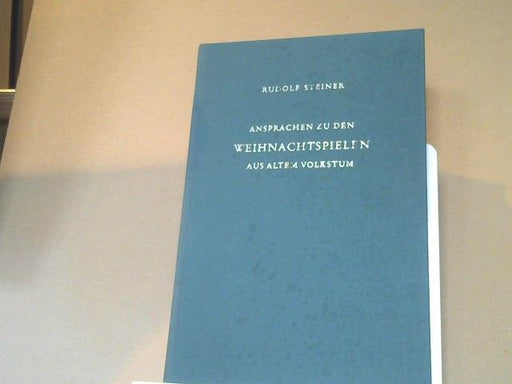 RUDOLF STEINER
ANSPRACHEN ZU DEN
WEIHNACHTSPIELEN
AUS ALTEM VOLKSTUM